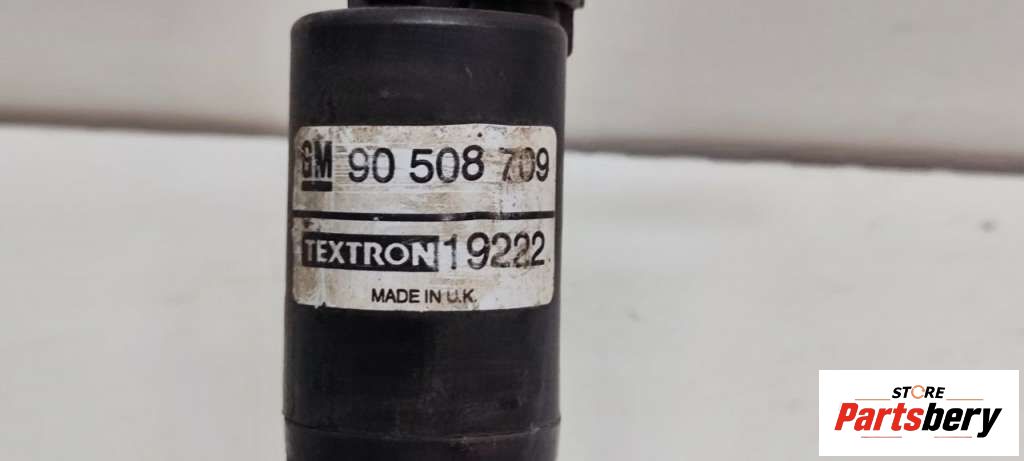 GM 90 508 709
TEXTRON 19222
MADE IN U.K.
STORE
Partsbery